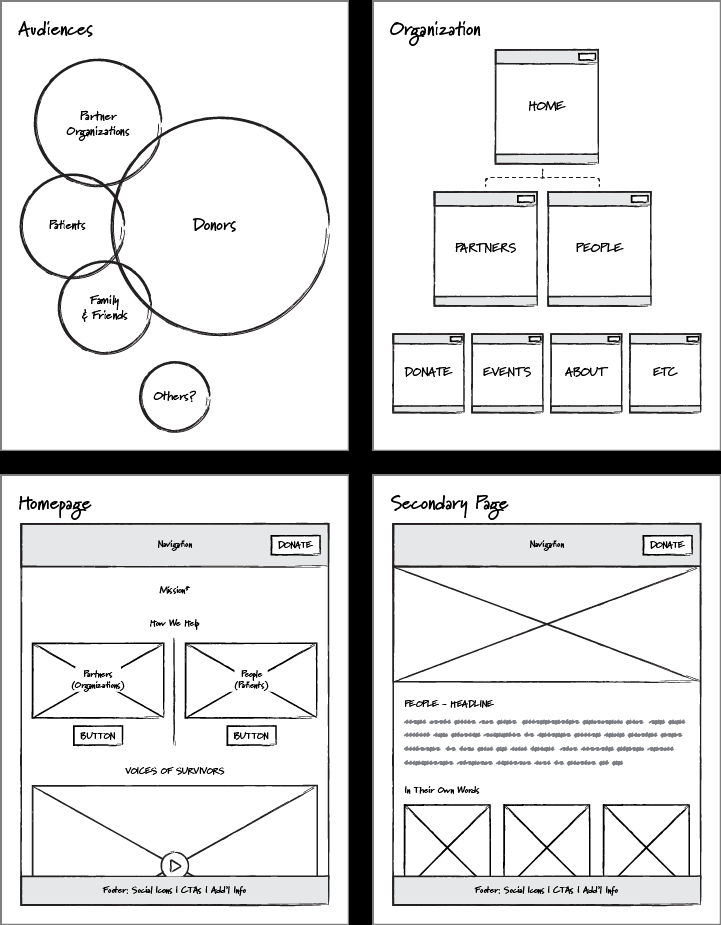 Audiences
Partner
Organizations
Patients
Donors
Family
& Friends
Others?
Organization
HOME
PARTNERS
PEOPLE
DONATE
EVENTS
ABOUT
ETC
Homepage
Navigation
DONATE
Mission*
How We Help
Partners
(Organizations)
People
(Patients)
BUTTON
BUTTON
VOICES OF SURVIVORS
Footer: Social Icons | CTAs | Add'l Info
Secondary Page
Navigation
DONATE
PEOPLE - HEADLINE
In Their Own Words
Footer: Social Icons | CTAs | Add'l Info